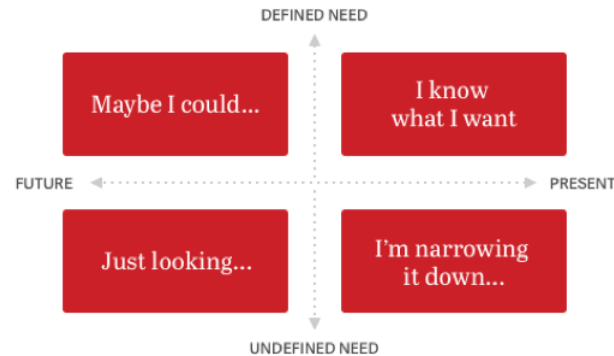 DEFINED NEED
Maybe I could...
I know
what I want
FUTURE
PRESENT
Just looking...
I'm narrowing
it down...
UNDEFINED NEED